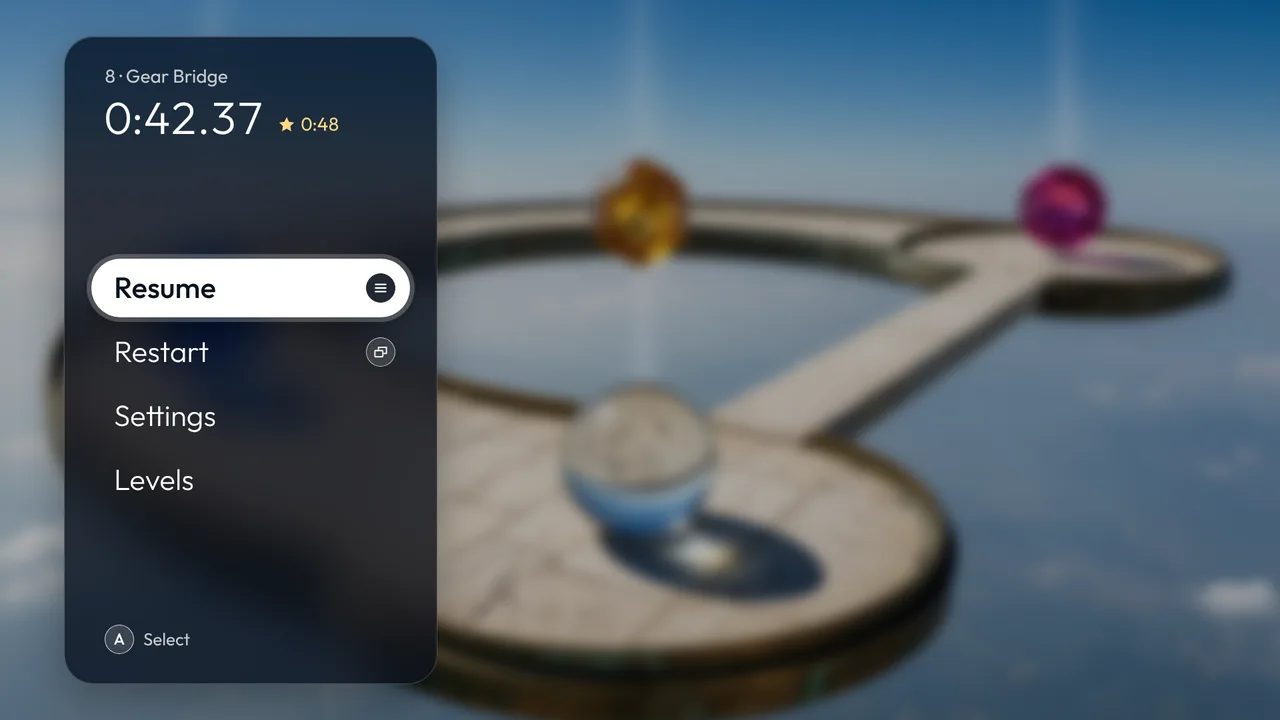 8 · Gear Bridge
0:42.37 ★ 0:48
Resume
Restart
Settings
Levels
A Select